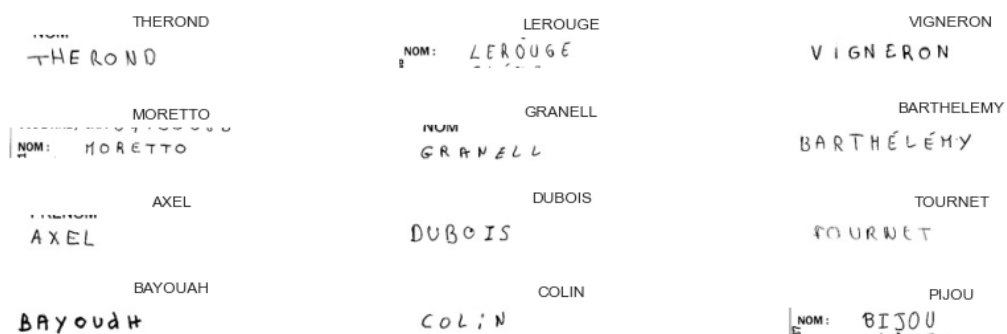 THEROND
LEROUGE
VIGNERON
THEROND
NOM: LEROUGE
VIGNERON
MORETTO
GRANELL
BARTHELEMY
NOM
NOM: MORETTO
GRANELL
BARTHÉLÉMY
AXEL
DUBOIS
TOURNET
AXEL
DUBOIS
TOURNET
BAYOUAH
COLIN
PIJOU
BAYOUAH
COLIN
NOM: BIJOU